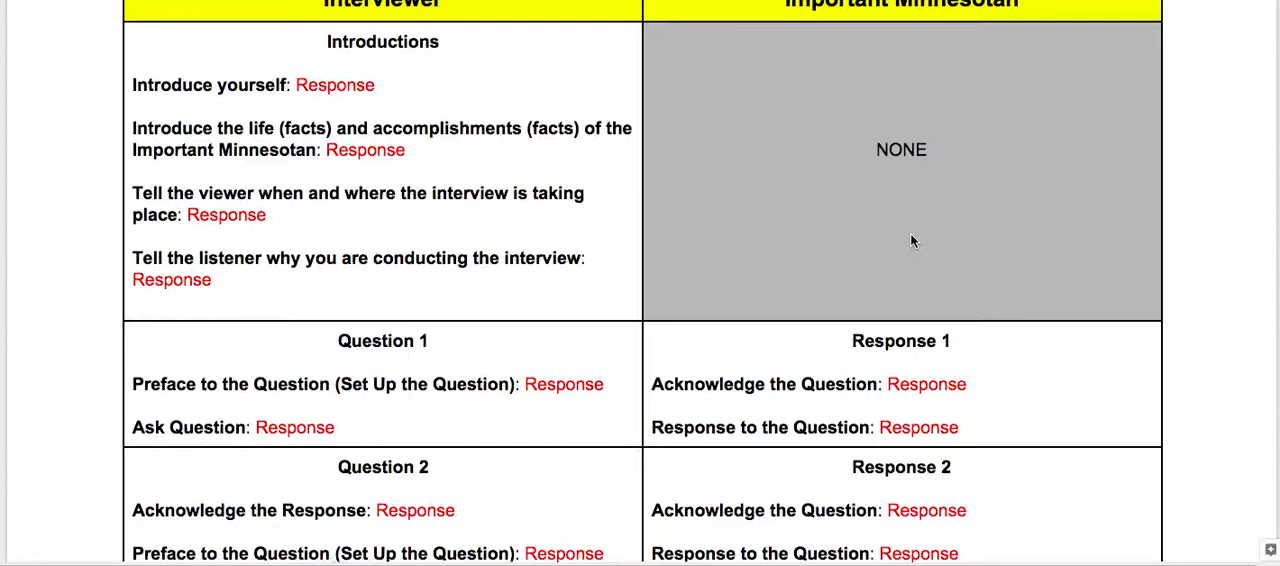 Interviewer
Important Minnesotan
Introductions
Introduce yourself: Response
Introduce the life (facts) and accomplishments (facts) of the
Important Minnesotan: Response
Tell the viewer when and where the interview is taking
place: Response
Tell the listener why you are conducting the interview:
Response
NONE
Question 1
Preface to the Question (Set Up the Question): Response
Ask Question: Response
Response 1
Acknowledge the Question: Response
Response to the Question: Response
Question 2
Acknowledge the Response: Response
Preface to the Question (Set Up the Question): Response
Response 2
Acknowledge the Question: Response
Response to the Question: Response